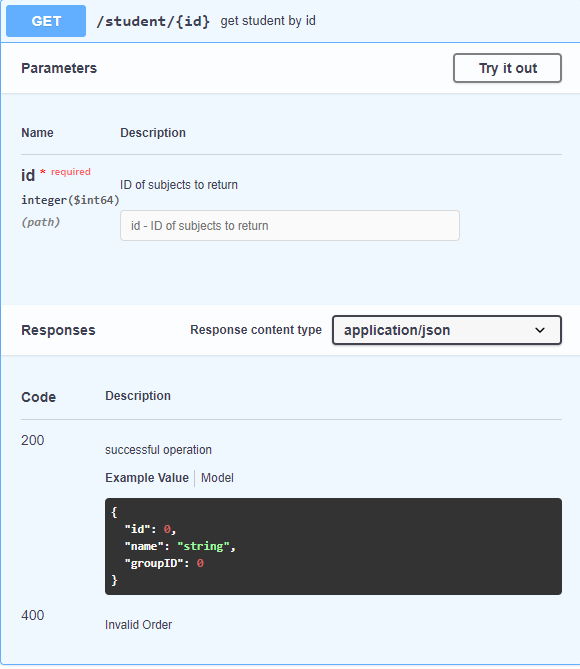 GET /student/{id} get student by id
Parameters Try it out
Name Description
id * required
integer($int64)
(path)
ID of subjects to return
id - ID of subjects to return
Responses Response content type application/json
Code Description
200
successful operation
Example Value Model
{
  "id": 0,
  "name": "string",
  "groupID": 0
}
400
Invalid Order